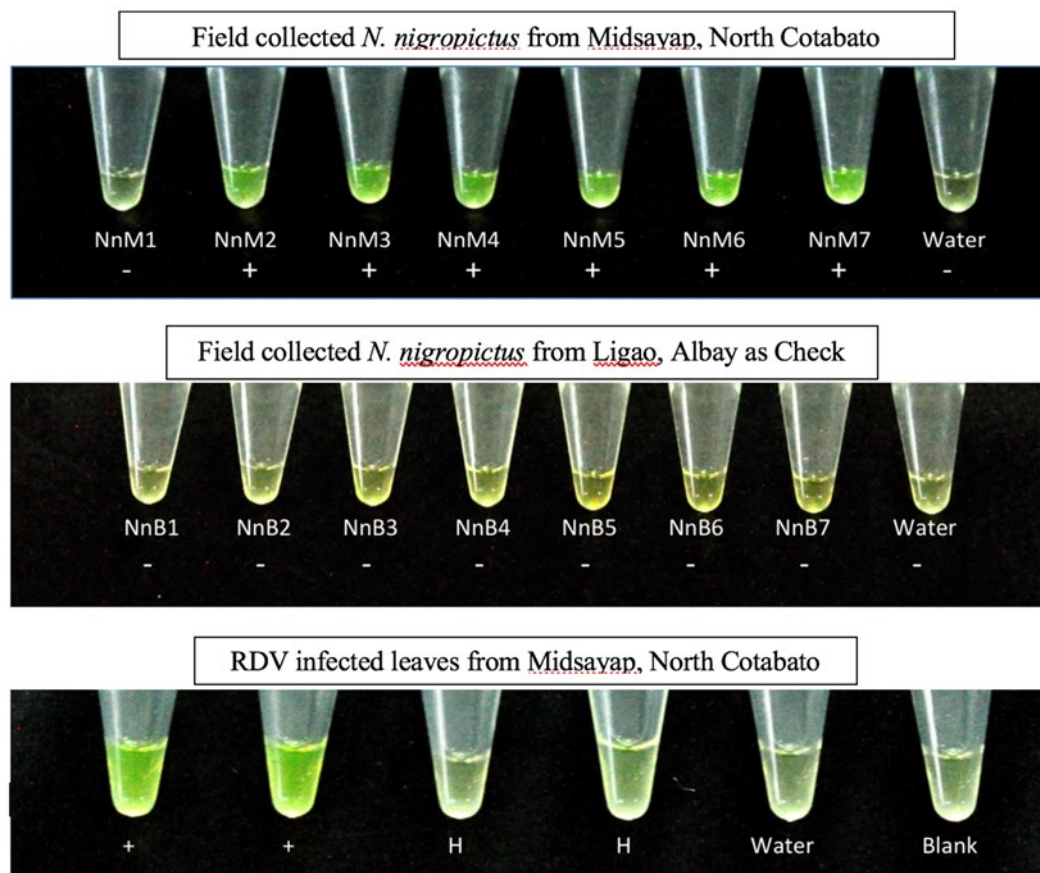 Field collected N. nigropictus from Midsayap, North Cotabato
NnM1 NnM2 NnM3 NnM4 NnM5 NnM6 NnM7 Water
- + + + + + + -
Field collected N. nigropictus from Ligao, Albay as Check
NnB1 NnB2 NnB3 NnB4 NnB5 NnB6 NnB7 Water
- - - - - - - -
RDV infected leaves from Midsayap, North Cotabato
+ + H H Water Blank